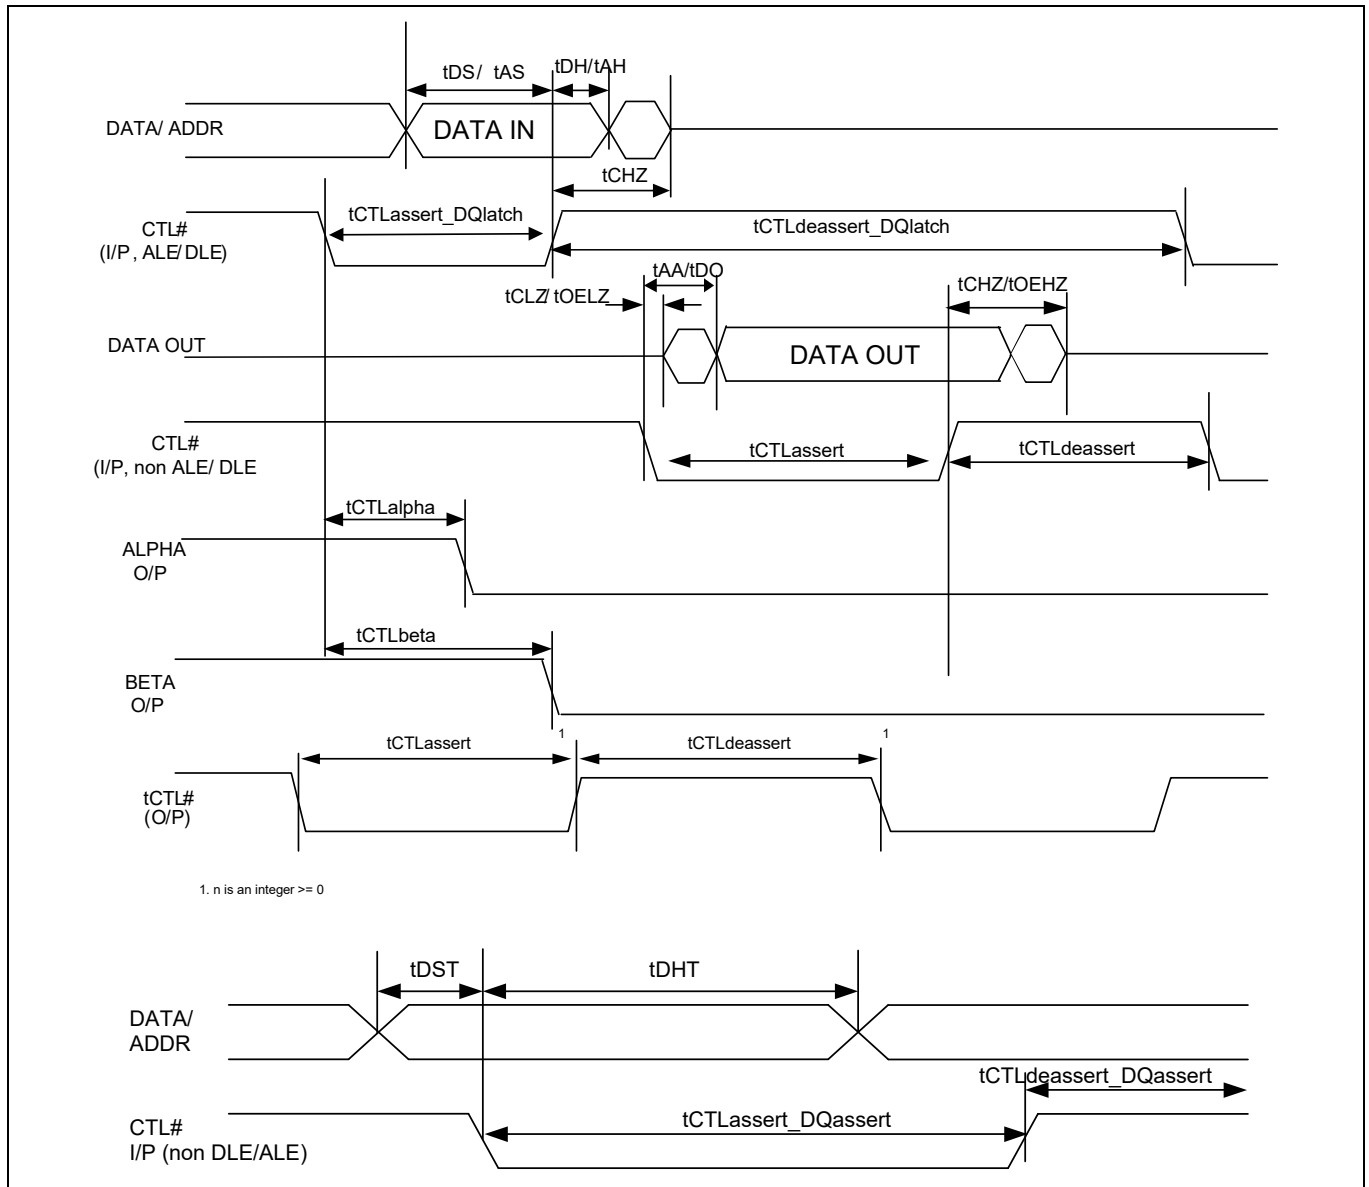 tDS/ tAS
tDH/tAH
DATA/ ADDR
DATA IN
tCHZ
CTL#
(I/P, ALE/DLE)
tCTLassert_DQlatch
tCTLdeassert_DQlatch
tAA/tDO
tCLZ/ tOELZ
tCHZ/tOEHZ
DATA OUT
DATA OUT
CTL#
(I/P, non ALE/ DLE
tCTLassert
tCTLdeassert
tCTLalpha
ALPHA
O/P
tCTLbeta
BETA
O/P
tCTLassert
1
tCTLdeassert
1
tCTL#
(O/P)
1. n is an integer >= 0
tDST
tDHT
DATA/
ADDR
tCTLdeassert_DQassert
tCTLassert_DQassert
CTL#
I/P (non DLE/ALE)